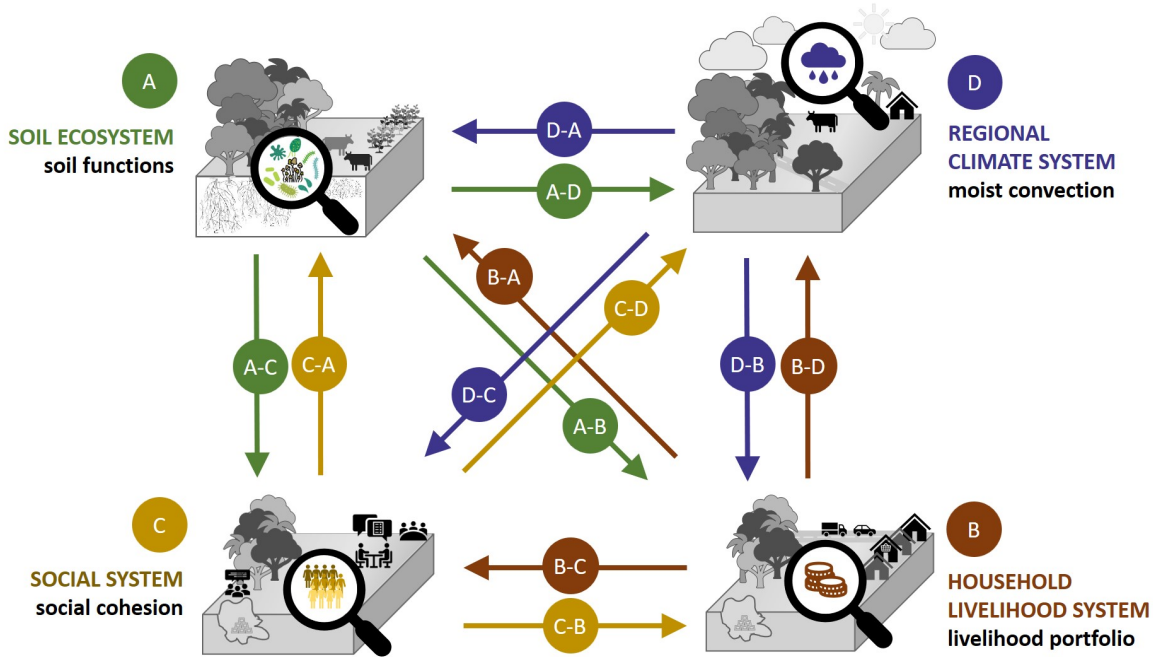 A
SOIL ECOSYSTEM
soil functions
D
REGIONAL
CLIMATE SYSTEM
moist convection
D-A
A-D
B-A
C-D
A-C
C-A
D-C
A-B
D-B
B-D
C
SOCIAL SYSTEM
social cohesion
B-C
C-B
B
HOUSEHOLD
LIVELIHOOD SYSTEM
livelihood portfolio